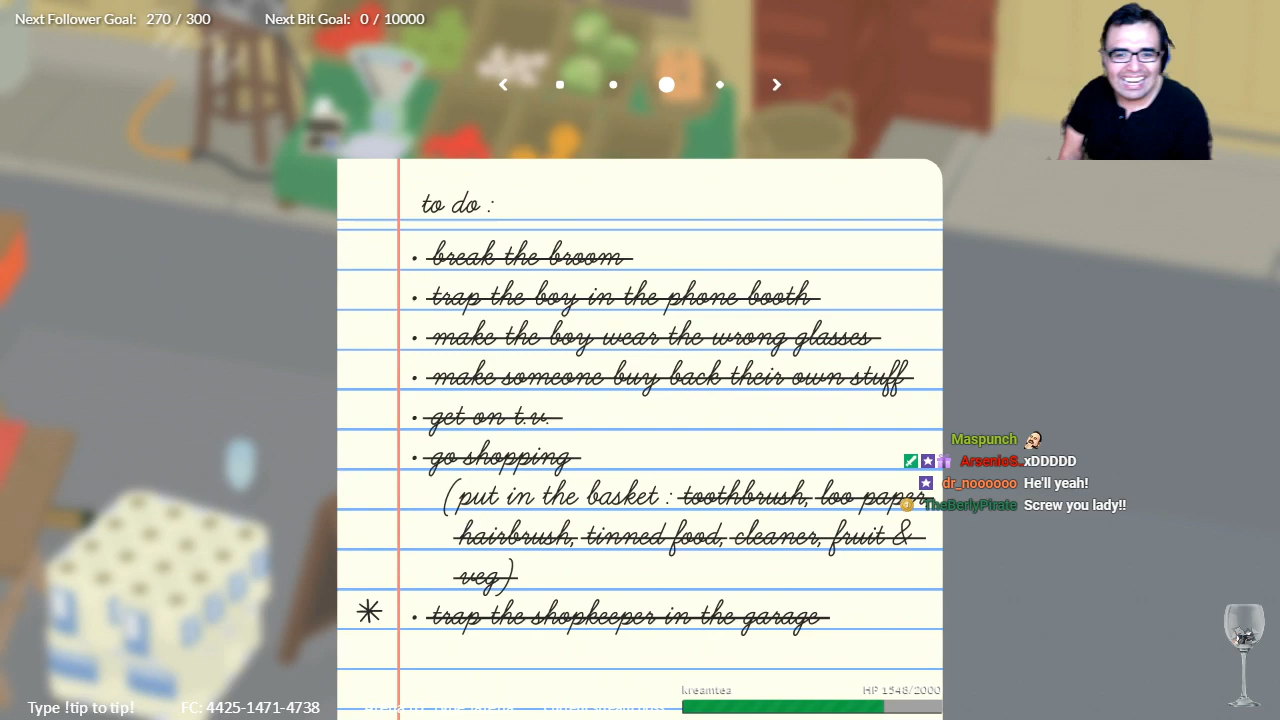 Next Follower Goal: 270 / 300 Next Bit Goal: 0 / 10000
to do :
• break the broom
• trap the boy in the phone booth
• make the boy wear the wrong glasses
• make someone buy back their own stuff
• get on t.v.
• go shopping
(put in the basket : toothbrush, loo paper,
hairbrush, tinned food, cleaner, fruit &
veg)
* • trap the shopkeeper in the garage
Maspunch
ArsenioS..xDDDDD
dr_noooooo He'll yeah!
TheBerlyPirate Screw you lady!!
kreamtea HP 1548/2000
Type !tip to tip! FC: 4425-1471-4738